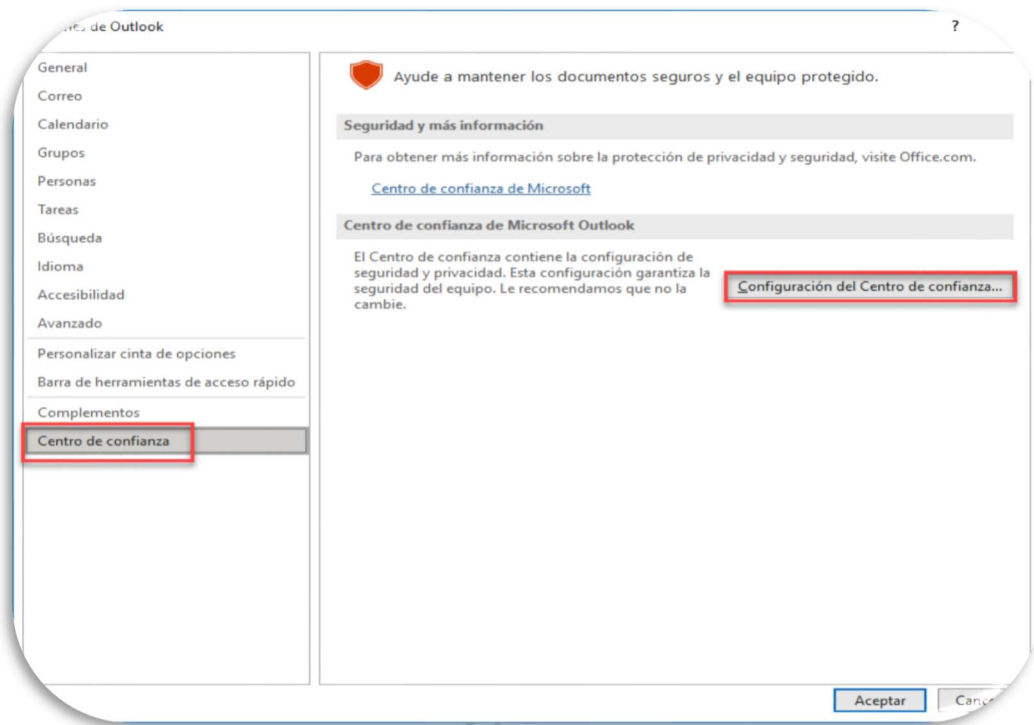 de Outlook
?
General
Correo
Calendario
Grupos
Personas
Tareas
Búsqueda
Idioma
Accesibilidad
Avanzado
Personalizar cinta de opciones
Barra de herramientas de acceso rápido
Complementos
Centro de confianza
Ayude a mantener los documentos seguros y el equipo protegido.
Seguridad y más información
Para obtener más información sobre la protección de privacidad y seguridad, visite Office.com.
Centro de confianza de Microsoft
Centro de confianza de Microsoft Outlook
El Centro de confianza contiene la configuración de
seguridad y privacidad. Esta configuración garantiza la
seguridad del equipo. Le recomendamos que no la
cambie.
Configuración del Centro de confianza...
Aceptar